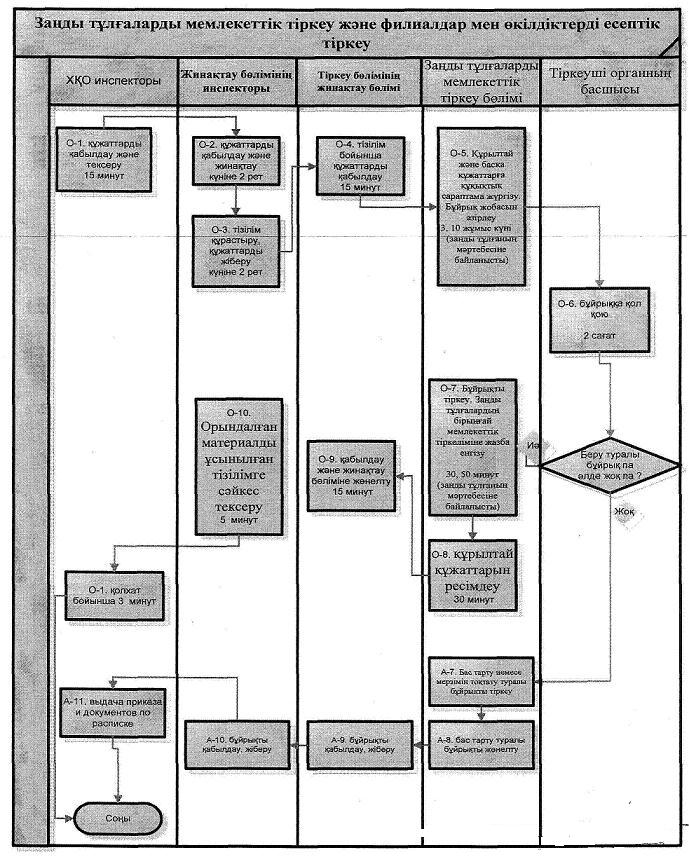 Заңды тұлғаларды мемлекеттік тіркеу және филиалдар мен өкілдіктерді есептік
тіркеу
ХҚО инспекторы
Жинақтау бөлімінің
инспекторы
Тіркеу бөлімінің
жинақтау бөлімі
Заңды тұлғаларды
мемлекеттік
тіркеу бөлімі
Тіркеуші органның
басшысы
О-1. құжаттарды
қабылдау және
тексеру
15 минут
О-2. құжаттарды
қабылдау және
жинақтау
күніне 2 рет
О-3. тізілім
құрастыру,
құжаттарды
жіберу
күніне 2 рет
О-4. тізілім
бойынша
құжаттарды
қабылдау
15 минут
О-5. Құрылтай
және басқа
құжаттарға
құқықтық
сараптама жүргізу
Бұйрық жобасын
әзірлеу
3, 10 жұмыс күні
(заңды тұлғаның
мәртебесіне
байланысты)
О-6. бұйрыққа қол
қою
2 сағат
Беру туралы
бұйрық па
әлде жоқ па ?
Иә
Жоқ
О-7. Бұйрықты
тіркеу, Заңды
тұлғалардың
бірыңғай
мемлекеттік
тіркеліміне жазба
енгізу
30, 50 минут
(заңды тұлғаның
мәртебесіне
байланысты)
О-8. құрылтай
құжаттарын
ресімдеу
30 минут
О-9. қабылдау
және жинақтау
бөліміне жөнелту
15 минут
О-10.
Орындалған
материалды
ұсынылған
тізілімге
сәйкес
тексеру
5 минут
О-1. қолхат
бойынша 3 минут
А-7. Бас тарту немесе
мерзімін тоқтату туралы
бұйрықты тіркеу
А-8. бас тарту туралы
бұйрықты жөнелту
А-9. бұйрықты
қабылдау, жіберу
А-10. бұйрықты
қабылдау, жіберу
А-11. выдача приказа
и документов по
расписке
Соңы